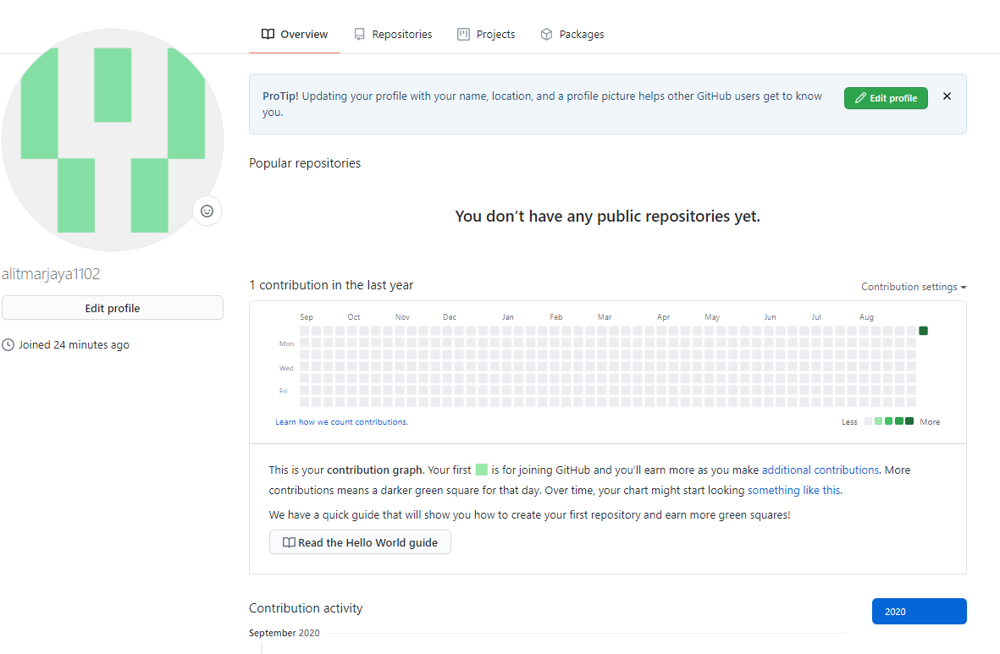 Overview Repositories Projects Packages
ProTip! Updating your profile with your name, location, and a profile picture helps other GitHub users get to know
you.
Edit profile
Popular repositories
You don’t have any public repositories yet.
alitmarjaya1102
Edit profile
Joined 24 minutes ago
1 contribution in the last year
Contribution settings
Sep Oct Nov Dec Jan Feb Mar Apr May Jun Jul Aug
Mon
Wed
Fri
Learn how we count contributions.
Less More
This is your contribution graph. Your first is for joining GitHub and you’ll earn more as you make additional contributions. More
contributions means a darker green square for that day. Over time, your chart might start looking something like this.
We have a quick guide that will show you how to create your first repository and earn more green squares!
Read the Hello World guide
Contribution activity
2020
September 2020